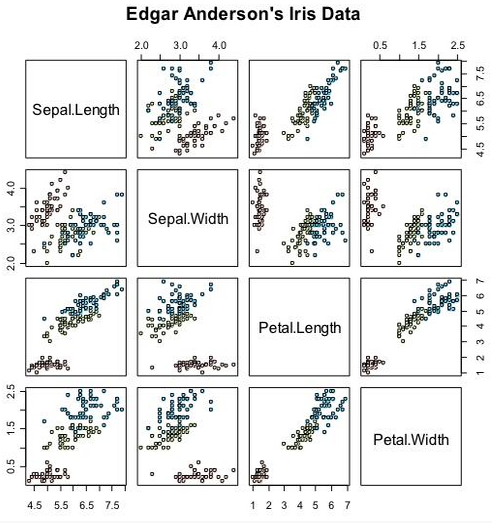 Edgar Anderson's Iris Data
2.0 3.0 4.0
0.5 1.5 2.5
Sepal.Length
4.5 5.5 6.5 7.5
Sepal.Width
2.0 3.0 4.0
Petal.Length
1 2 3 4 5 6 7
Petal.Width
0.5 1.5 2.5
4.5 5.5 6.5 7.5
1 2 3 4 5 6 7